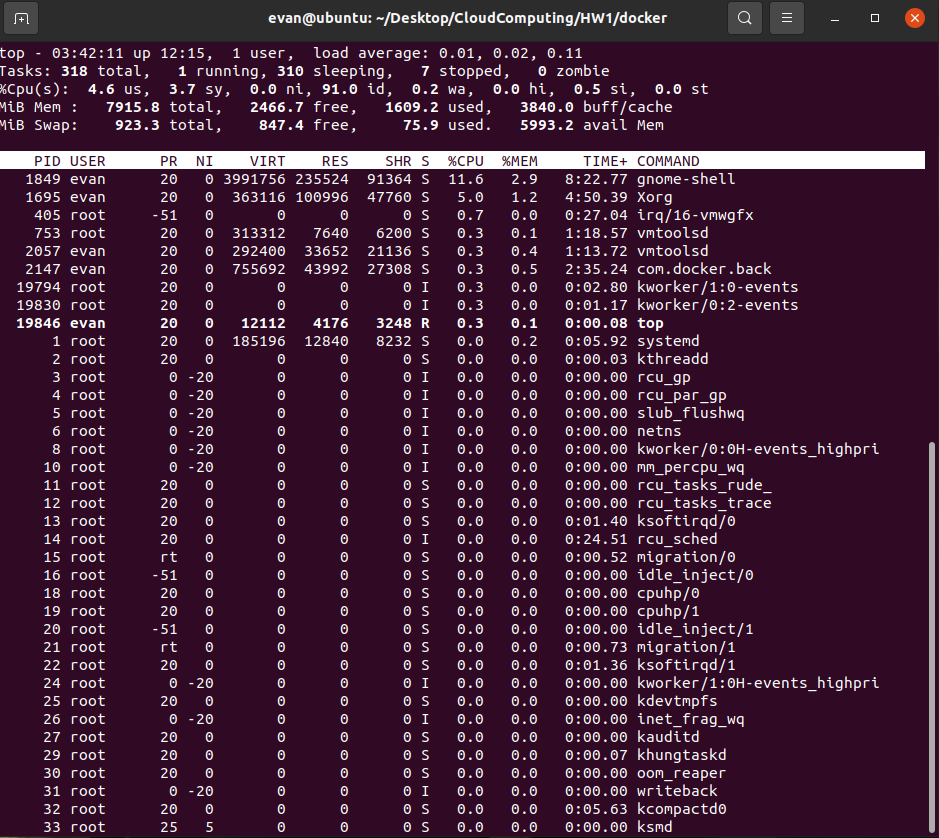 evan@ubuntu: ~/Desktop/CloudComputing/HW1/docker
top - 03:42:11 up 12:15,  1 user,  load average: 0.01, 0.02, 0.11
Tasks: 318 total,   1 running, 310 sleeping,   7 stopped,   0 zombie
%Cpu(s):  4.6 us,  3.7 sy,  0.0 ni, 91.0 id,  0.2 wa,  0.0 hi,  0.5 si,  0.0 st
MiB Mem :   7915.8 total,   2466.7 free,   1609.2 used,   3840.0 buff/cache
MiB Swap:    923.3 total,    847.4 free,     75.9 used.   5993.2 avail Mem
PID USER      PR  NI    VIRT    RES    SHR S  %CPU  %MEM     TIME+ COMMAND
1849 evan      20   0 3991756 235524  91364 S  11.6   2.9   8:22.77 gnome-shell
1695 evan      20   0  363116 100996  47760 S   5.0   1.2   4:50.39 Xorg
405 root     -51   0       0      0      0 S   0.7   0.0   0:27.04 irq/16-vmwgfx
753 root      20   0  313312   7640   6200 S   0.3   0.1   1:18.57 vmtoolsd
2057 evan      20   0  292400  33652  21136 S   0.3   0.4   1:13.72 vmtoolsd
2147 evan      20   0  755692  43992  27308 S   0.3   0.5   2:35.24 com.docker.back
19794 root      20   0       0      0      0 I   0.3   0.0   0:02.80 kworker/1:0-events
19830 root      20   0       0      0      0 I   0.3   0.0   0:01.17 kworker/0:2-events
19846 evan      20   0   12112   4176   3248 R   0.3   0.1   0:00.08 top
1 root      20   0  185196  12840   8232 S   0.0   0.2   0:05.92 systemd
2 root      20   0       0      0      0 S   0.0   0.0   0:00.03 kthreadd
3 root       0 -20       0      0      0 I   0.0   0.0   0:00.00 rcu_gp
4 root       0 -20       0      0      0 I   0.0   0.0   0:00.00 rcu_par_gp
5 root       0 -20       0      0      0 I   0.0   0.0   0:00.00 slub_flushwq
6 root       0 -20       0      0      0 I   0.0   0.0   0:00.00 netns
8 root       0 -20       0      0      0 I   0.0   0.0   0:00.00 kworker/0:0H-events_highpri
10 root       0 -20       0      0      0 I   0.0   0.0   0:00.00 mm_percpu_wq
11 root      20   0       0      0      0 S   0.0   0.0   0:00.00 rcu_tasks_rude_
12 root      20   0       0      0      0 S   0.0   0.0   0:00.00 rcu_tasks_trace
13 root      20   0       0      0      0 S   0.0   0.0   0:01.40 ksoftirqd/0
14 root      20   0       0      0      0 I   0.0   0.0   0:24.51 rcu_sched
15 root      rt   0       0      0      0 S   0.0   0.0   0:00.52 migration/0
16 root     -51   0       0      0      0 S   0.0   0.0   0:00.00 idle_inject/0
18 root      20   0       0      0      0 S   0.0   0.0   0:00.00 cpuhp/0
19 root      20   0       0      0      0 S   0.0   0.0   0:00.00 cpuhp/1
20 root     -51   0       0      0      0 S   0.0   0.0   0:00.00 idle_inject/1
21 root      rt   0       0      0      0 S   0.0   0.0   0:00.73 migration/1
22 root      20   0       0      0      0 S   0.0   0.0   0:01.36 ksoftirqd/1
24 root       0 -20       0      0      0 I   0.0   0.0   0:00.00 kworker/1:0H-events_highpri
25 root      20   0       0      0      0 S   0.0   0.0   0:00.00 kdevtmpfs
26 root       0 -20       0      0      0 I   0.0   0.0   0:00.00 inet_frag_wq
27 root      20   0       0      0      0 S   0.0   0.0   0:00.00 kauditd
29 root      20   0       0      0      0 S   0.0   0.0   0:00.07 khungtaskd
30 root      20   0       0      0      0 S   0.0   0.0   0:00.00 oom_reaper
31 root       0 -20       0      0      0 I   0.0   0.0   0:00.00 writeback
32 root      20   0       0      0      0 S   0.0   0.0   0:05.63 kcompactd0
33 root      25   5       0      0      0 S   0.0   0.0   0:00.00 ksmd